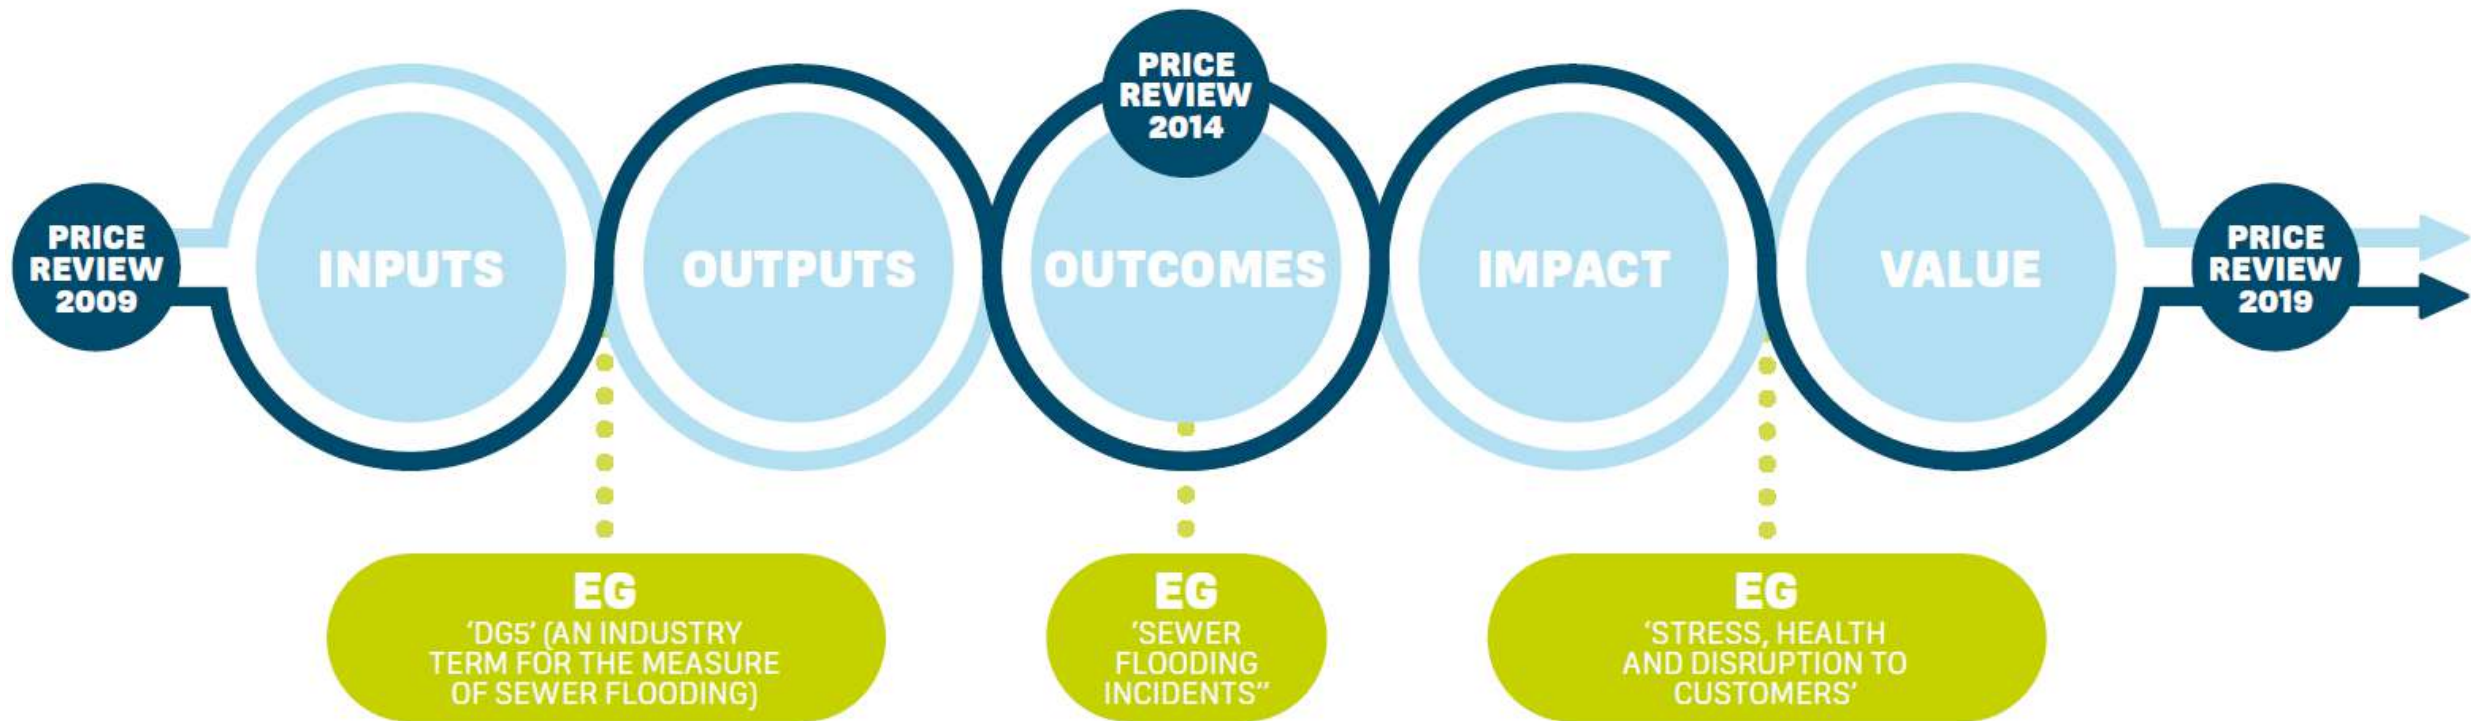 PRICE
REVIEW
2009
INPUTS
OUTPUTS
PRICE
REVIEW
2014
OUTCOMES
IMPACT
VALUE
PRICE
REVIEW
2019
EG
‘DG5’ (AN INDUSTRY
TERM FOR THE MEASURE
OF SEWER FLOODING)
EG
‘SEWER
FLOODING
INCIDENTS’’
EG
‘STRESS, HEALTH
AND DISRUPTION TO
CUSTOMERS’